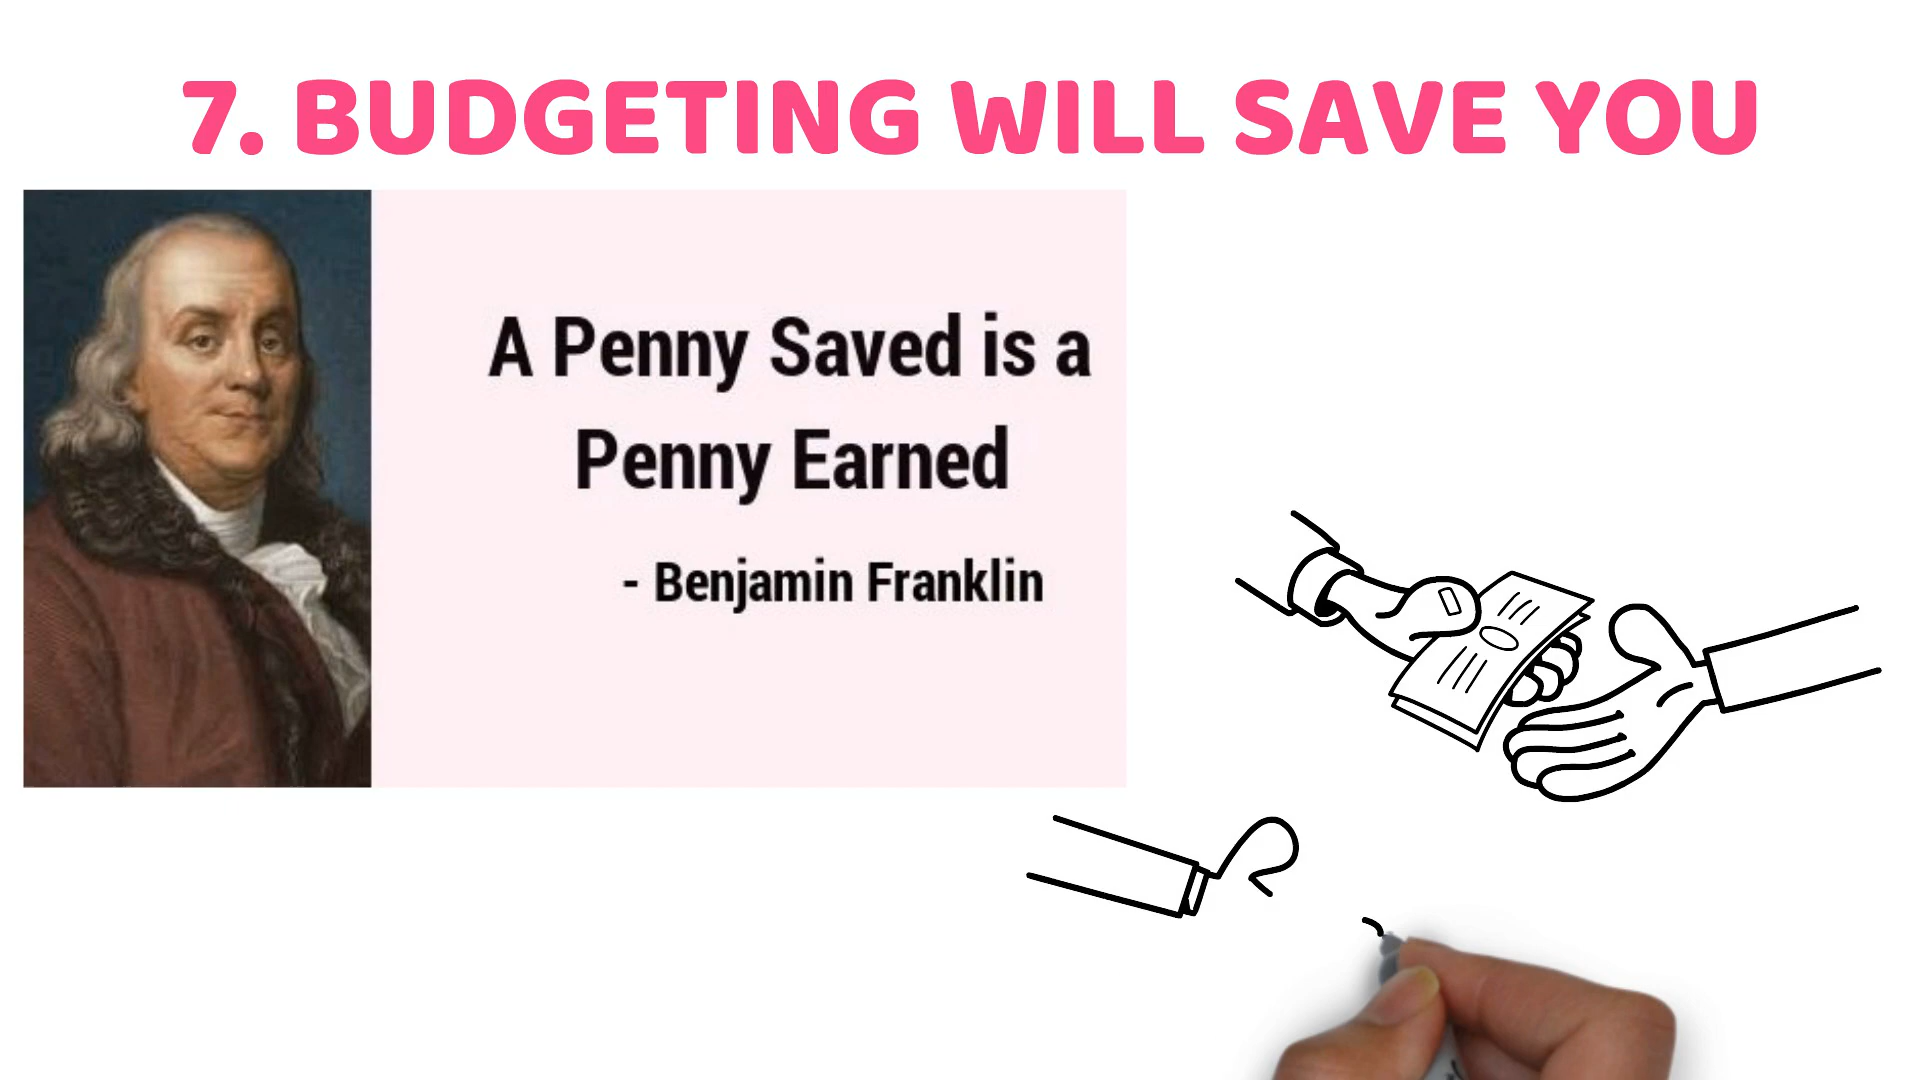 7. BUDGETING WILL SAVE YOU
A Penny Saved is a
Penny Earned
- Benjamin Franklin